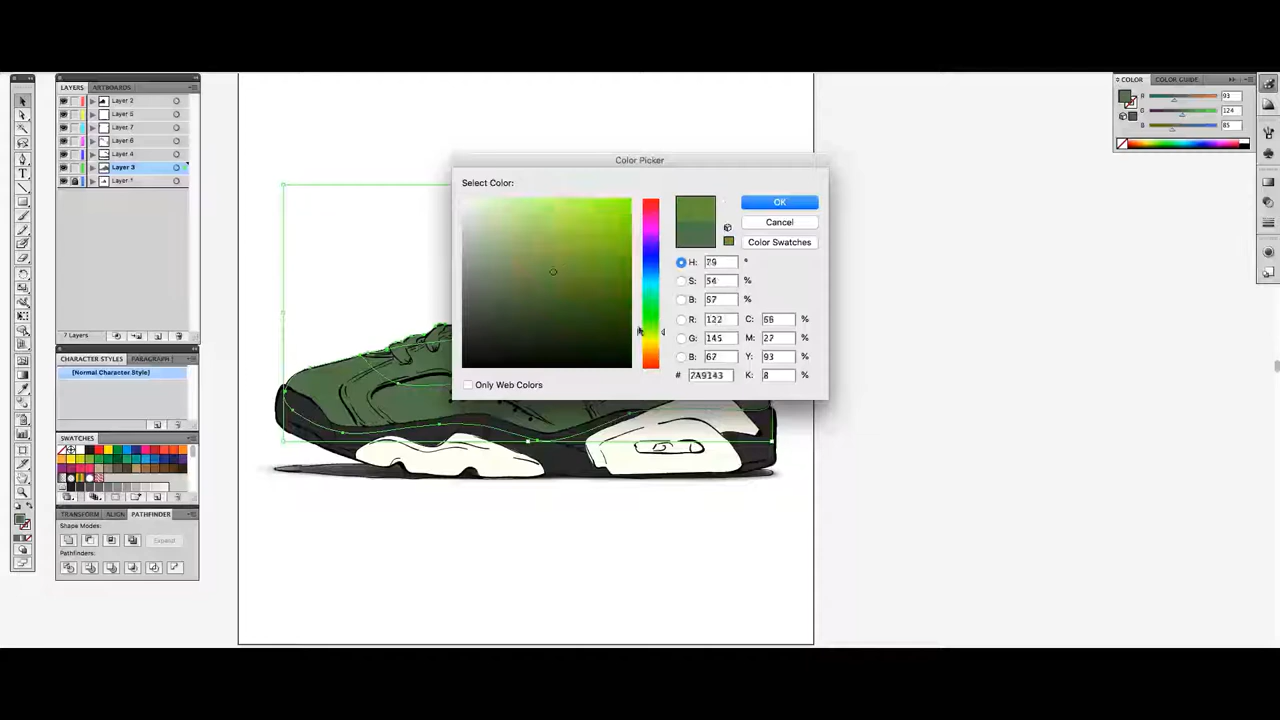 LAYERS ARTBOARDS
Layer 2
Layer 5
Layer 7
Layer 6
Layer 4
Layer 3
Layer 1
7 Layers
CHARACTER STYLES PARAGRAPH
[Normal Character Style]
SWATCHES
TRANSFORM ALIGN PATHFINDER
Shape Modes:
Expand
Pathfinders:
Color Picker
Select Color:
OK
Cancel
Color Swatches
H: 79 °
S: 54 %
B: 57 %
R: 122 C: 55 %
G: 145 M: 27 %
B: 67 Y: 93 %
# 7A9143 K: 8 %
Only Web Colors
COLOR COLOR GUIDE
R 93
G 124
B 85